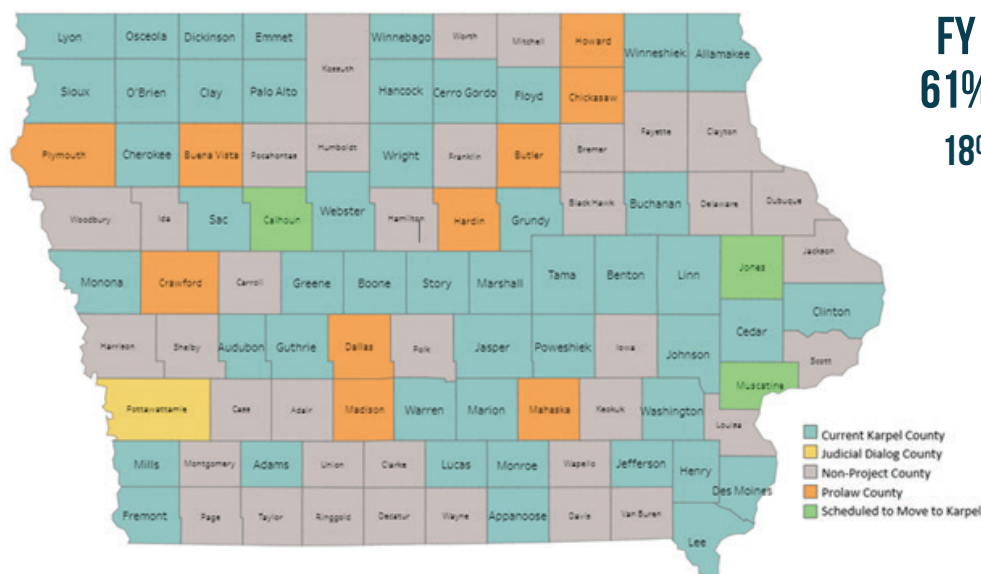 Lyon Osceola Dickinson Emmet Winnebago Worth Mitchell Howard Winneshiek Allamakee
FY
Kossuth
61%
Sioux O'Brien Clay Palo Alto Hancock Cerro Gordo Floyd Chickasaw
18
Fayette Clayton
Plymouth Cherokee Buena Vista Pocahontas Humboldt Wright Franklin Butler Bremer
Woodbury Ida Sac Calhoun Webster Hamilton Hardin Grundy Black Hawk Buchanan Delaware Dubuque
Jackson
Monona Crawford Carroll Greene Boone Story Marshall Tama Benton Linn Jones
Clinton
Harrison Shelby Audubon Guthrie Dallas Polk Jasper Poweshiek Iowa Johnson Cedar Scott
Muscatine
Pottawattamie Cass Adair Madison Warren Marion Mahaska Keokuk Washington
Louisa
Mills Montgomery Adams Union Clarke Lucas Monroe Wapello Jefferson Henry Des Moines
Fremont Page Taylor Ringgold Decatur Wayne Appanoose Davis Van Buren Lee
Current Karpel County
Judicial Dialog County
Non-Project County
Prolaw County
Scheduled to Move to Karpel